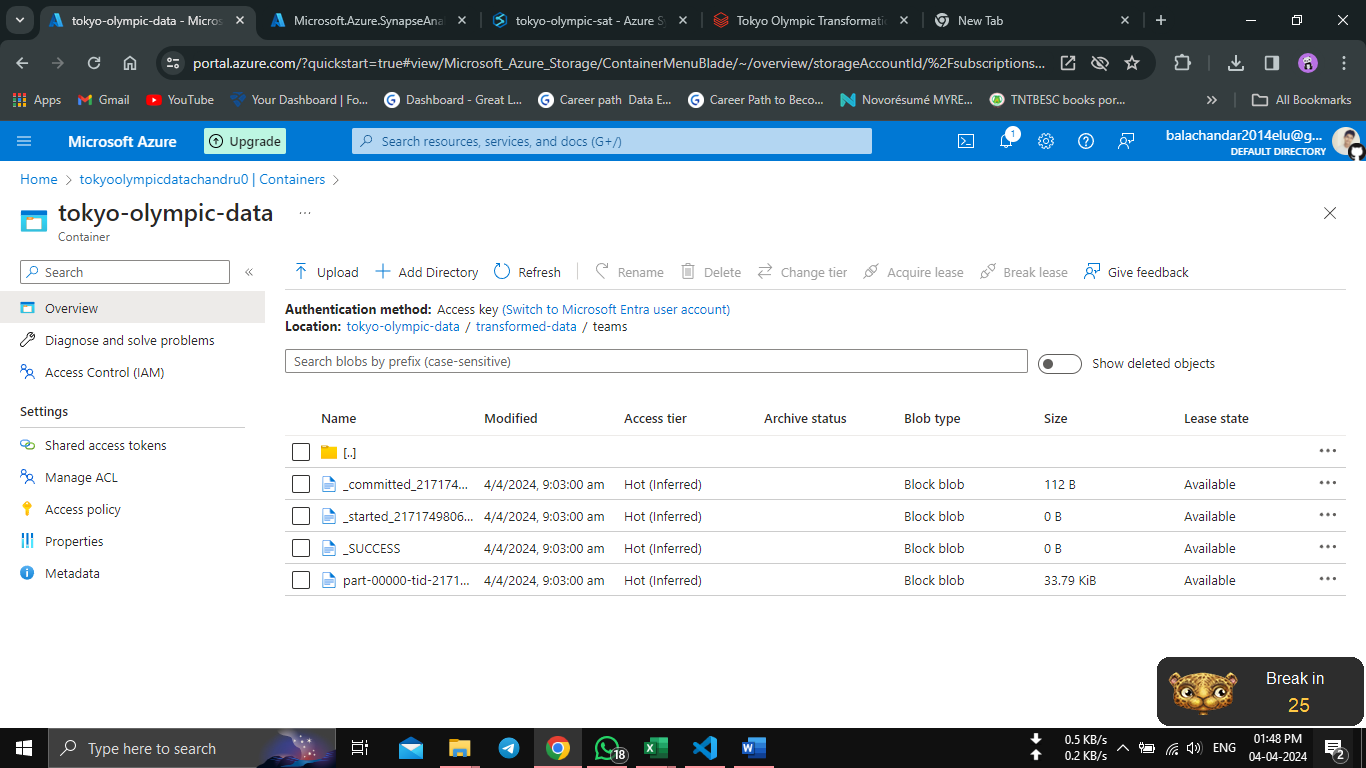 tokyo-olympic-data - Micros
Microsoft.Azure.SynapseAnal
tokyo-olympic-sat - Azure Sy
Tokyo Olympic Transformati
New Tab
portal.azure.com/?quickstart=true#view/Microsoft_Azure_Storage/ContainerMenuBlade/~/overview/storageAccountId/%2Fsubscriptions...
Apps
Gmail
YouTube
Your Dashboard | Fo...
Dashboard - Great L...
Career path Data E...
Career Path to Beco...
Novorésumé MYRE...
TNTBESC books por...
All Bookmarks
Microsoft Azure
Upgrade
Search resources, services, and docs (G+/)
1
balachandar2014elu@g...
DEFAULT DIRECTORY
Home > tokyoolympicdatachandru0 | Containers >
tokyo-olympic-data ...
Container
Search
Overview
Diagnose and solve problems
Access Control (IAM)
Settings
Shared access tokens
Manage ACL
Access policy
Properties
Metadata
Upload
Add Directory
Refresh
Rename
Delete
Change tier
Acquire lease
Break lease
Give feedback
Authentication method: Access key (Switch to Microsoft Entra user account)
Location: tokyo-olympic-data / transformed-data / teams
Search blobs by prefix (case-sensitive)
Show deleted objects
Name Modified Access tier Archive status Blob type Size Lease state
[..]
_committed_217174... 4/4/2024, 9:03:00 am Hot (Inferred) Block blob 112 B Available
_started_2171749806... 4/4/2024, 9:03:00 am Hot (Inferred) Block blob 0 B Available
_SUCCESS 4/4/2024, 9:03:00 am Hot (Inferred) Block blob 0 B Available
part-00000-tid-2171... 4/4/2024, 9:03:00 am Hot (Inferred) Block blob 33.79 KiB Available
Break in
25
Type here to search
18
0.5 KB/s
0.2 KB/s
ENG
01:48 PM
04-04-2024
2